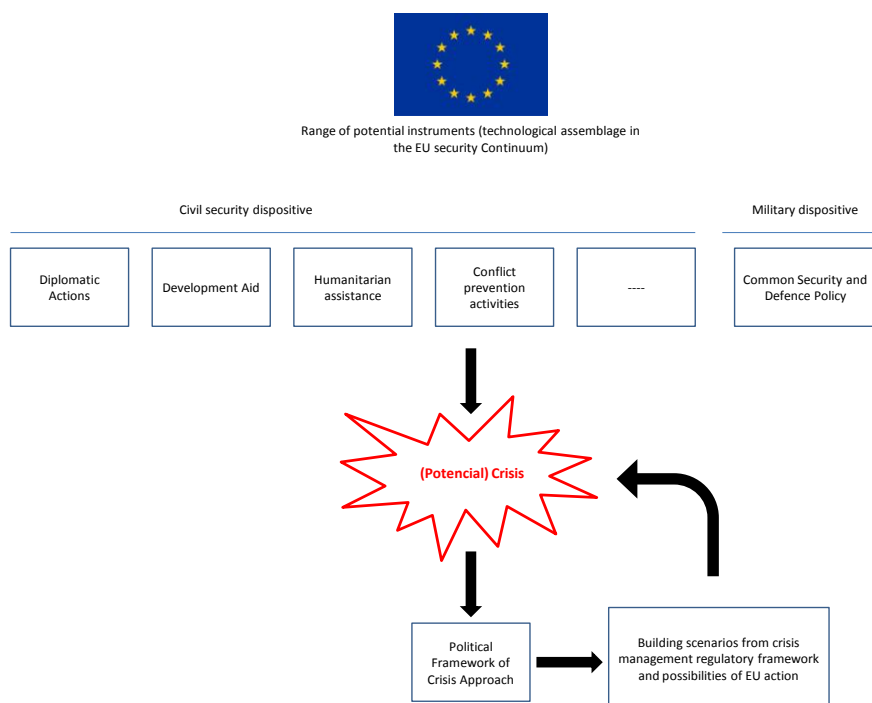 Range of potential instruments (technological assemblage in
the EU security Continuum)
Civil security dispositive
Military dispositive
Diplomatic
Actions
Development Aid
Humanitarian
assistance
Conflict
prevention
activities
----
Common Security and
Defence Policy
(Potencial) Crisis
Political
Framework of
Crisis Approach
Building scenarios from crisis
management regulatory framework
and possibilities of EU action